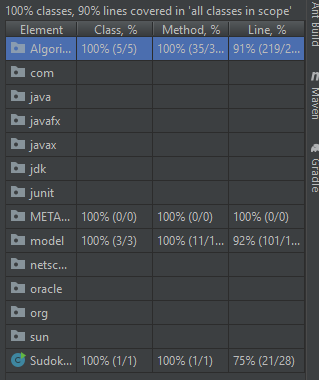 100% classes, 90% lines covered in 'all classes in scope'
Element Class, % Method, % Line, %
Algori... 100% (5/5) 100% (35/3... 91% (219/2...
com
java
javafx
javax
jdk
junit
META... 100% (0/0) 100% (0/0) 100% (0/0)
model 100% (3/3) 100% (11/1... 92% (101/1...
netsc...
oracle
org
sun
Sudok... 100% (1/1) 100% (1/1) 75% (21/28)
Ant Build
Maven
Gradle